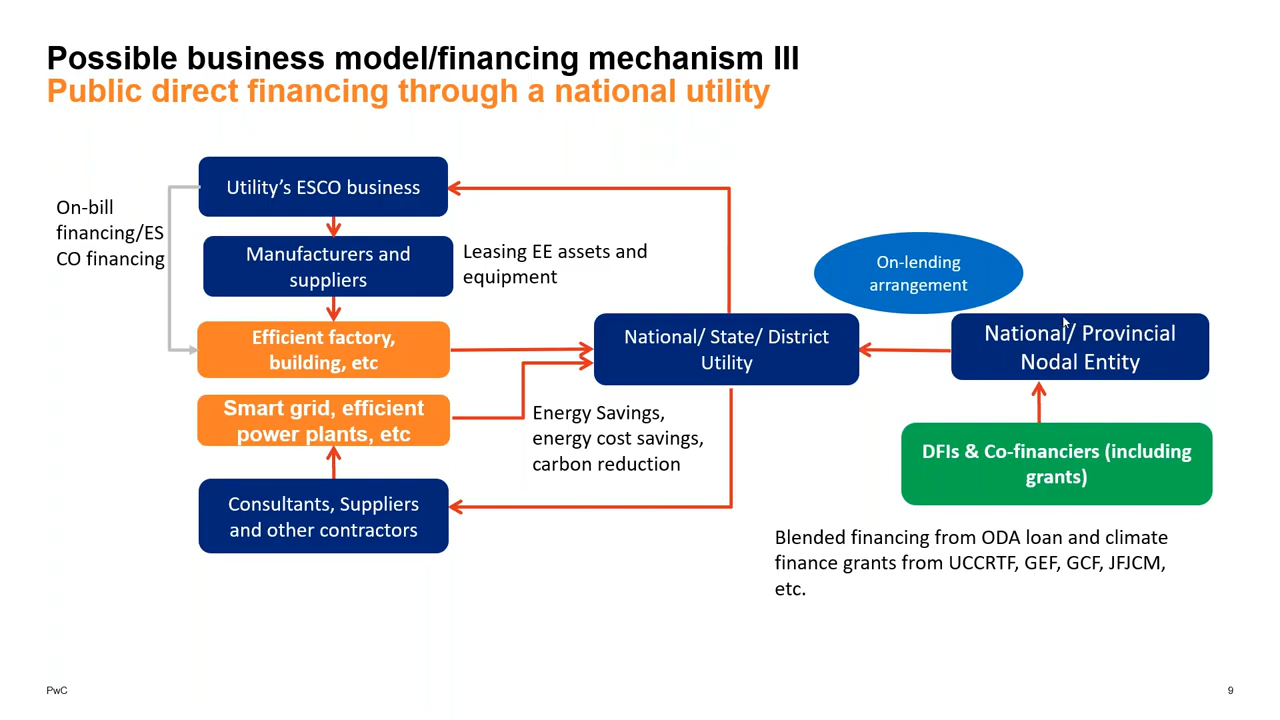 Possible business model/financing mechanism III
Public direct financing through a national utility
Utility’s ESCO business
On-bill
financing/ES
CO financing
Manufacturers and
suppliers
Leasing EE assets and
equipment
On-lending
arrangement
Efficient factory,
building, etc
National/ State/ District
Utility
National/ Provincial
Nodal Entity
Smart grid, efficient
power plants, etc
Energy Savings,
energy cost savings,
carbon reduction
DFIs & Co-financiers (including
grants)
Consultants, Suppliers
and other contractors
Blended financing from ODA loan and climate
finance grants from UCCRTF, GEF, GCF, JFJCM,
etc.
PwC
9